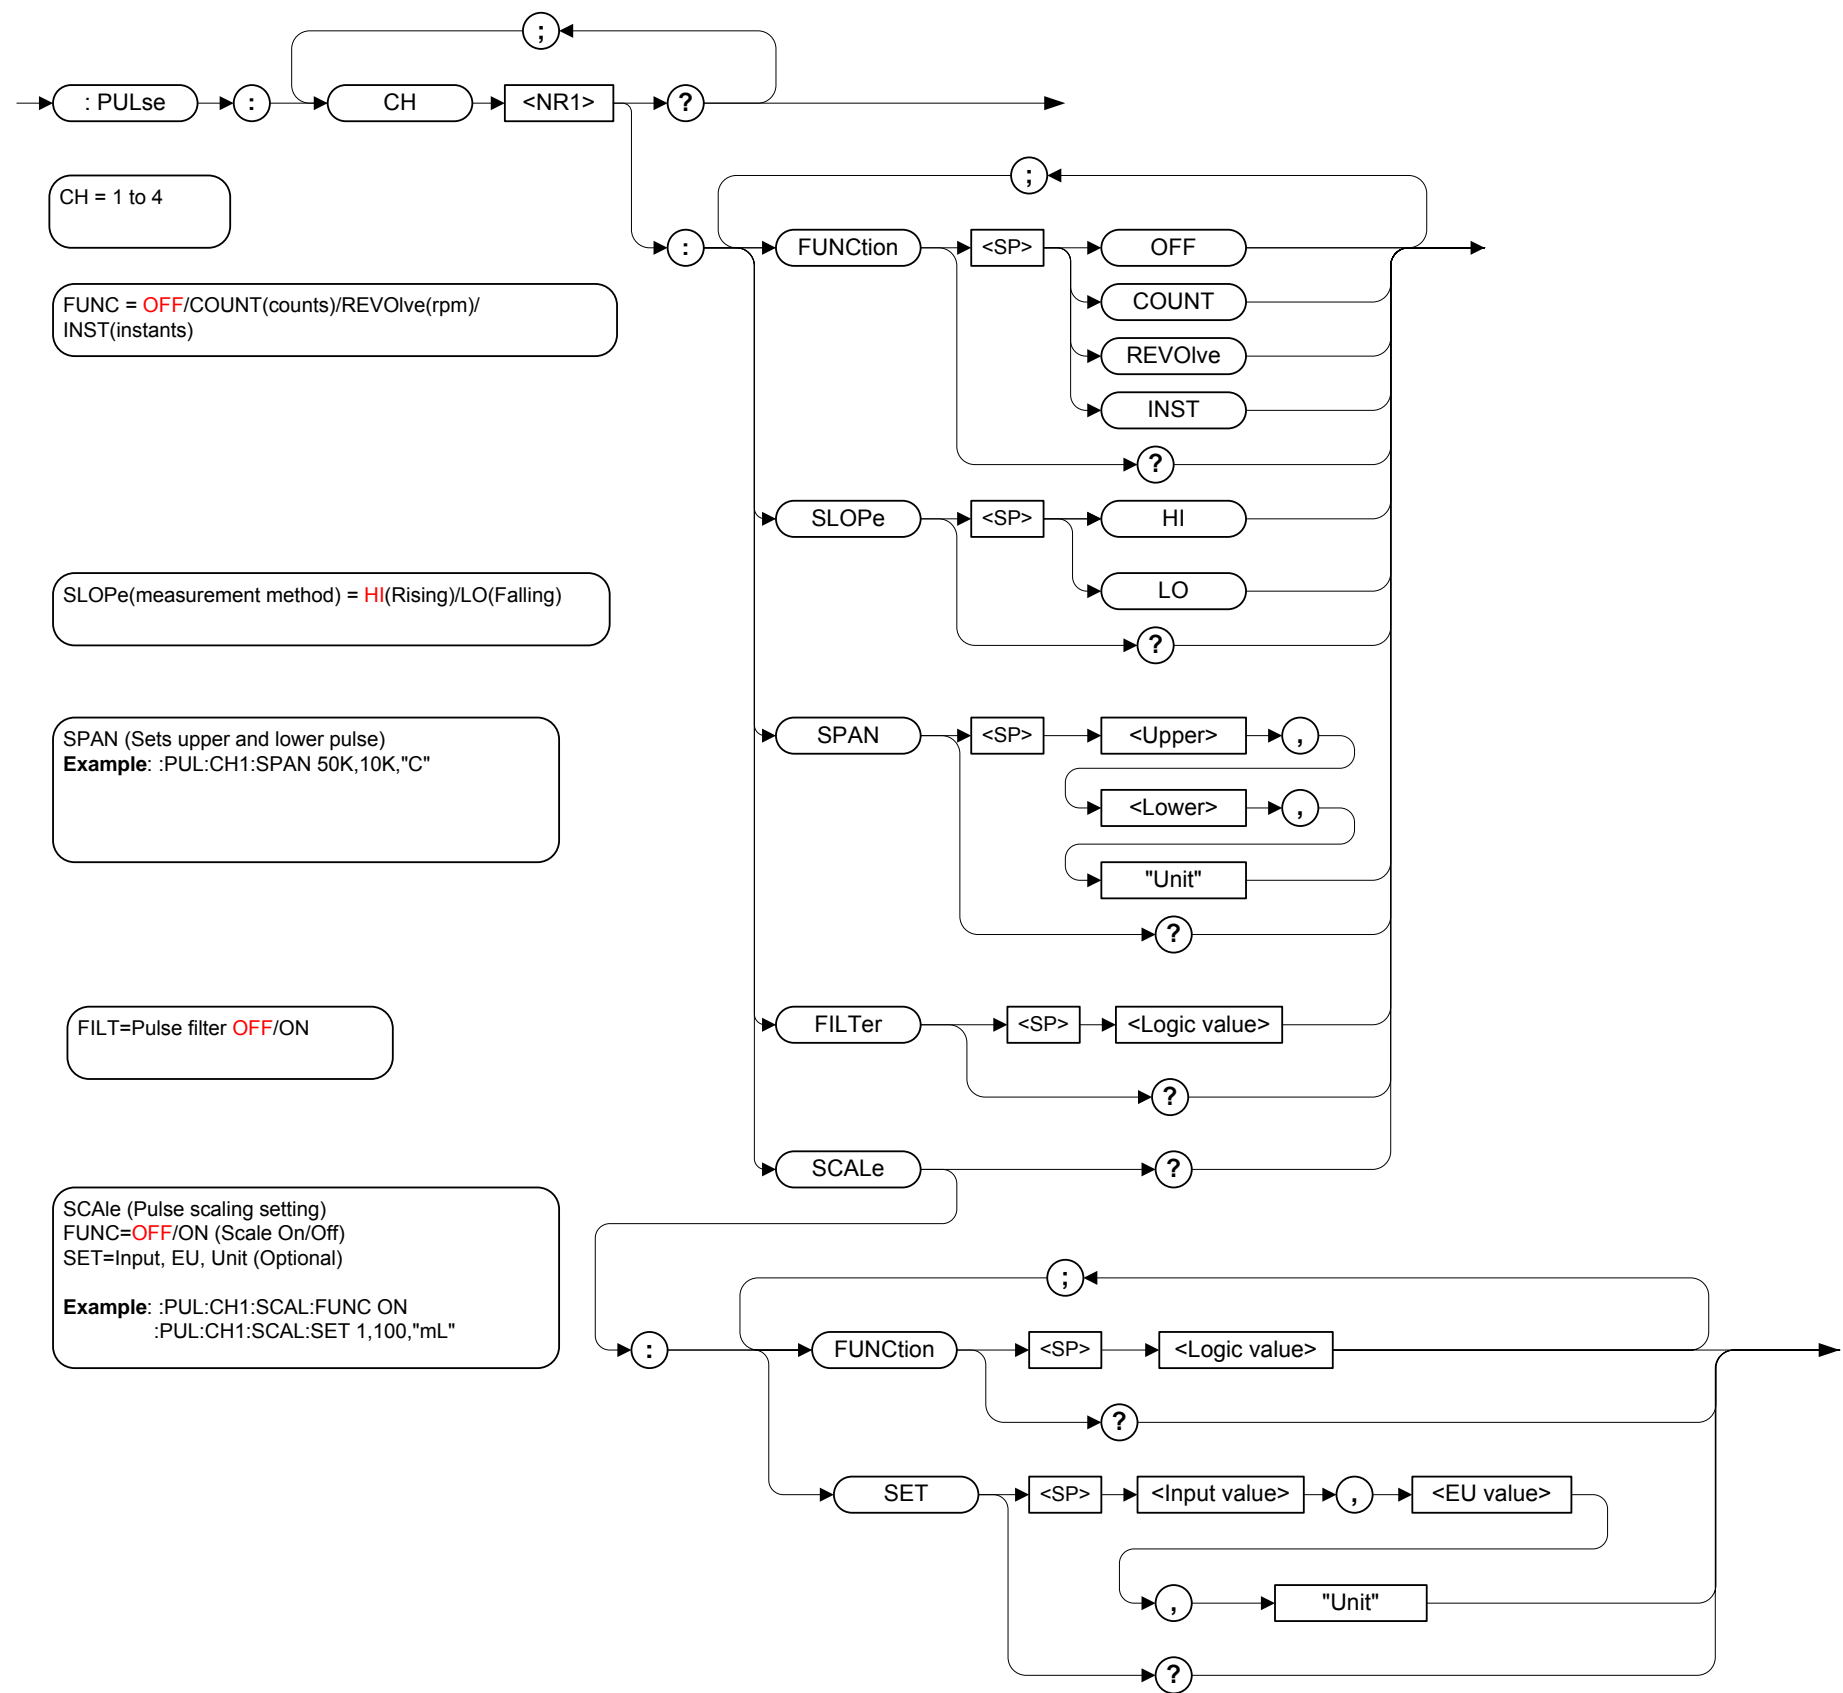 ;
: PULse : CH <NR1> ?
CH = 1 to 4
;
: FUNCtion <SP> OFF
COUNT
REVOlve
INST
?
FUNC = OFF/COUNT(counts)/REVOlve(rpm)/
INST(instants)
SLOPe <SP> HI
LO
?
SLOPe(measurement method) = HI(Rising)/LO(Falling)
SPAN <SP> <Upper> ,
<Lower> ,
"Unit"
?
SPAN (Sets upper and lower pulse)
Example: :PUL:CH1:SPAN 50K,10K,"C"
FILTer <SP> <Logic value>
?
FILT=Pulse filter OFF/ON
SCALe ?
SCAle (Pulse scaling setting)
FUNC=OFF/ON (Scale On/Off)
SET=Input, EU, Unit (Optional)
Example: :PUL:CH1:SCAL:FUNC ON
:PUL:CH1:SCAL:SET 1,100,"mL"
;
: FUNCtion <SP> <Logic value>
?
SET <SP> <Input value> , <EU value>
, "Unit"
?